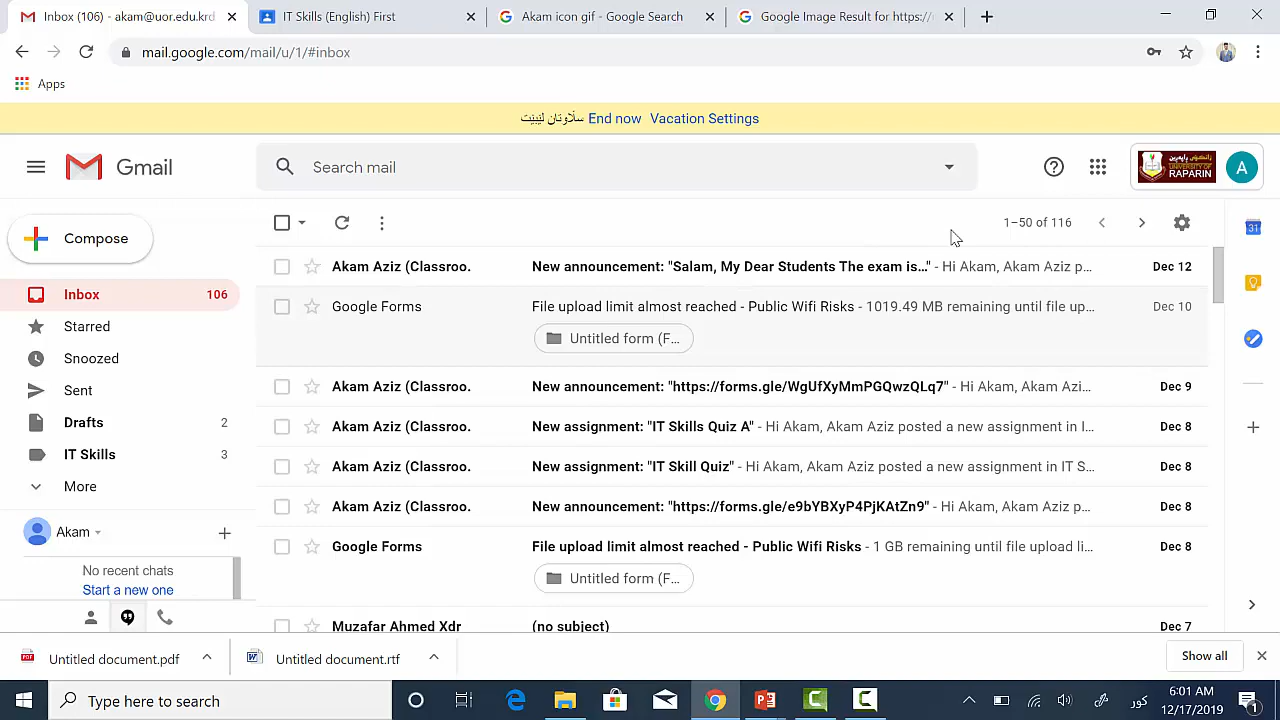 Inbox (106) - akam@uor.edu.krd
IT Skills (English) First
Akam icon gif - Google Search
Google Image Result for https://
mail.google.com/mail/u/1/#inbox
Apps
سڵاوتان لێبێت End now Vacation Settings
Gmail
Search mail
UNIVERSITY OF
RAPARIN
A
Compose
1–50 of 116
31
Inbox 106
Starred
Snoozed
Sent
Drafts 2
IT Skills 3
More
Akam
No recent chats
Start a new one
Akam Aziz (Classroo. New announcement: "Salam, My Dear Students The exam is…" - Hi Akam, Akam Aziz p… Dec 12
Google Forms File upload limit almost reached - Public Wifi Risks - 1019.49 MB remaining until file up… Dec 10
Untitled form (F…
Akam Aziz (Classroo. New announcement: "https://forms.gle/WgUfXyMmPGQwzQLq7" - Hi Akam, Akam Azi… Dec 9
Akam Aziz (Classroo. New assignment: "IT Skills Quiz A" - Hi Akam, Akam Aziz posted a new assignment in I… Dec 8
Akam Aziz (Classroo. New assignment: "IT Skill Quiz" - Hi Akam, Akam Aziz posted a new assignment in IT S… Dec 8
Akam Aziz (Classroo. New announcement: "https://forms.gle/e9bYBXyP4PjKAtZn9" - Hi Akam, Akam Aziz p… Dec 8
Google Forms File upload limit almost reached - Public Wifi Risks - 1 GB remaining until file upload li… Dec 8
Untitled form (F…
Muzafar Ahmed Xdr (no subject) Dec 7
Untitled document.pdf
Untitled document.rtf
Show all
Type here to search
كور
6:01 AM
12/17/2019
1